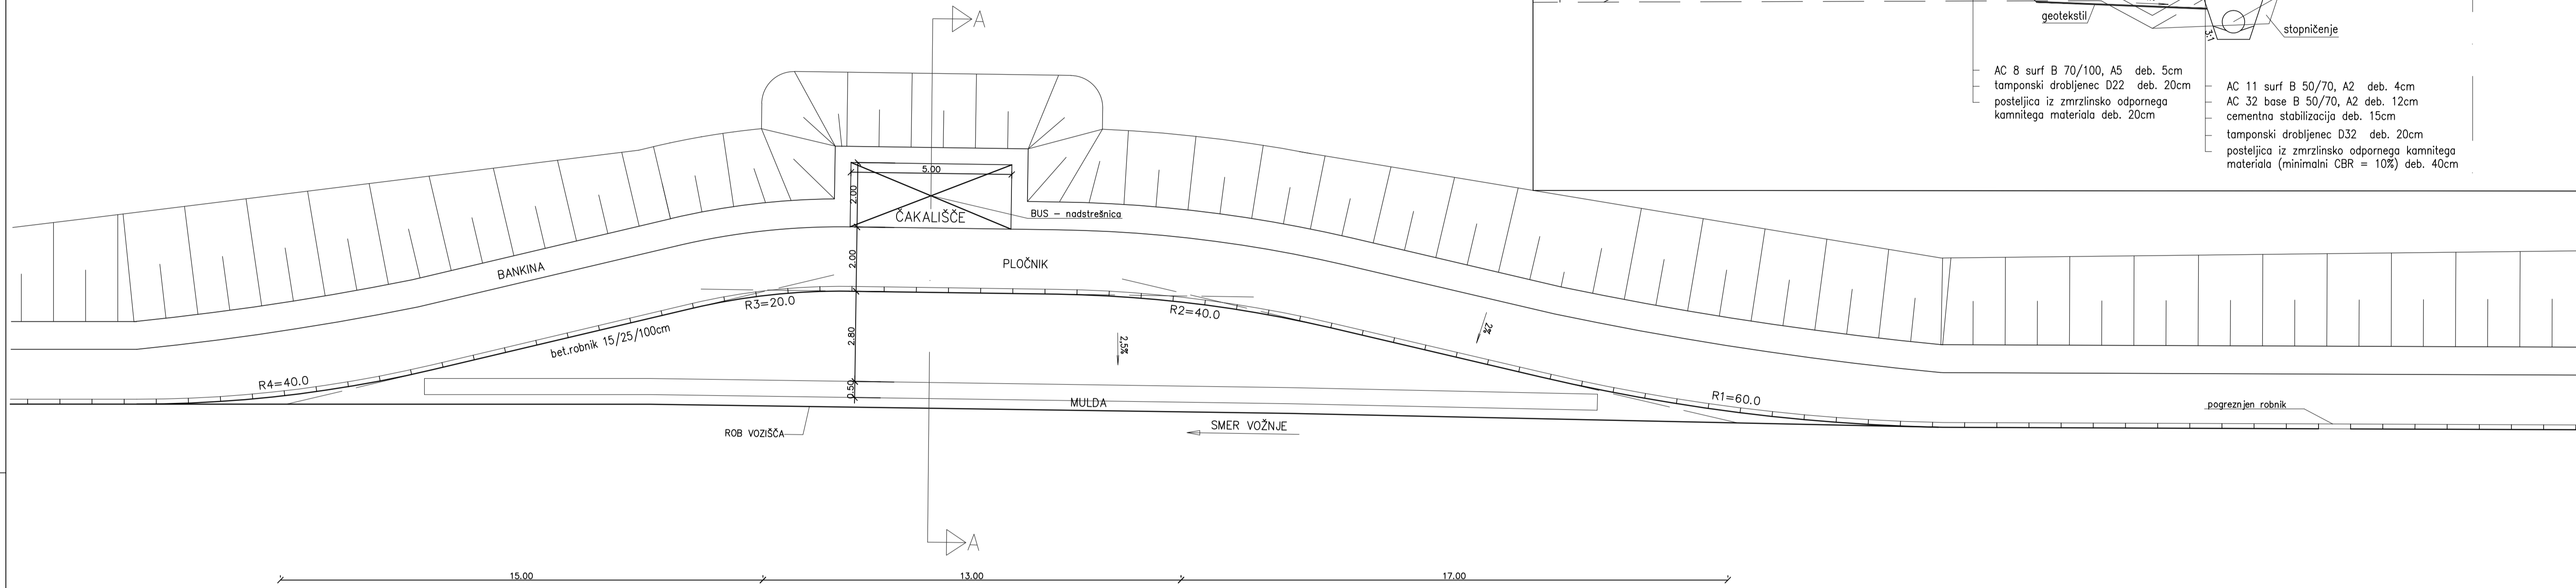 A
geotekstil
stopničenje
3:1
AC 8 surf B 70/100, A5 deb. 5cm
tamponski drobljenec D22 deb. 20cm
posteljica iz zmrzlinsko odpornega
kamnitega materiala deb. 20cm
AC 11 surf B 50/70, A2 deb. 4cm
AC 32 base B 50/70, A2 deb. 12cm
cementna stabilizacija deb. 15cm
tamponski drobljenec D32 deb. 20cm
posteljica iz zmrzlinsko odpornega kamnitega
materiala (minimalni CBR = 10%) deb. 40cm
5.00
2.00
ČAKALIŠČE
BUS - nadstrešnica
BANKINA
2.00
PLOČNIK
R3=20.0
R2=40.0
bet.robnik 15/25/100cm
2.80
2.5%
2%
R4=40.0
0.50
MULDA
R1=60.0
ROB VOZIŠČA
SMER VOŽNJE
pogreznjen robnik
A
15.00
13.00
17.00